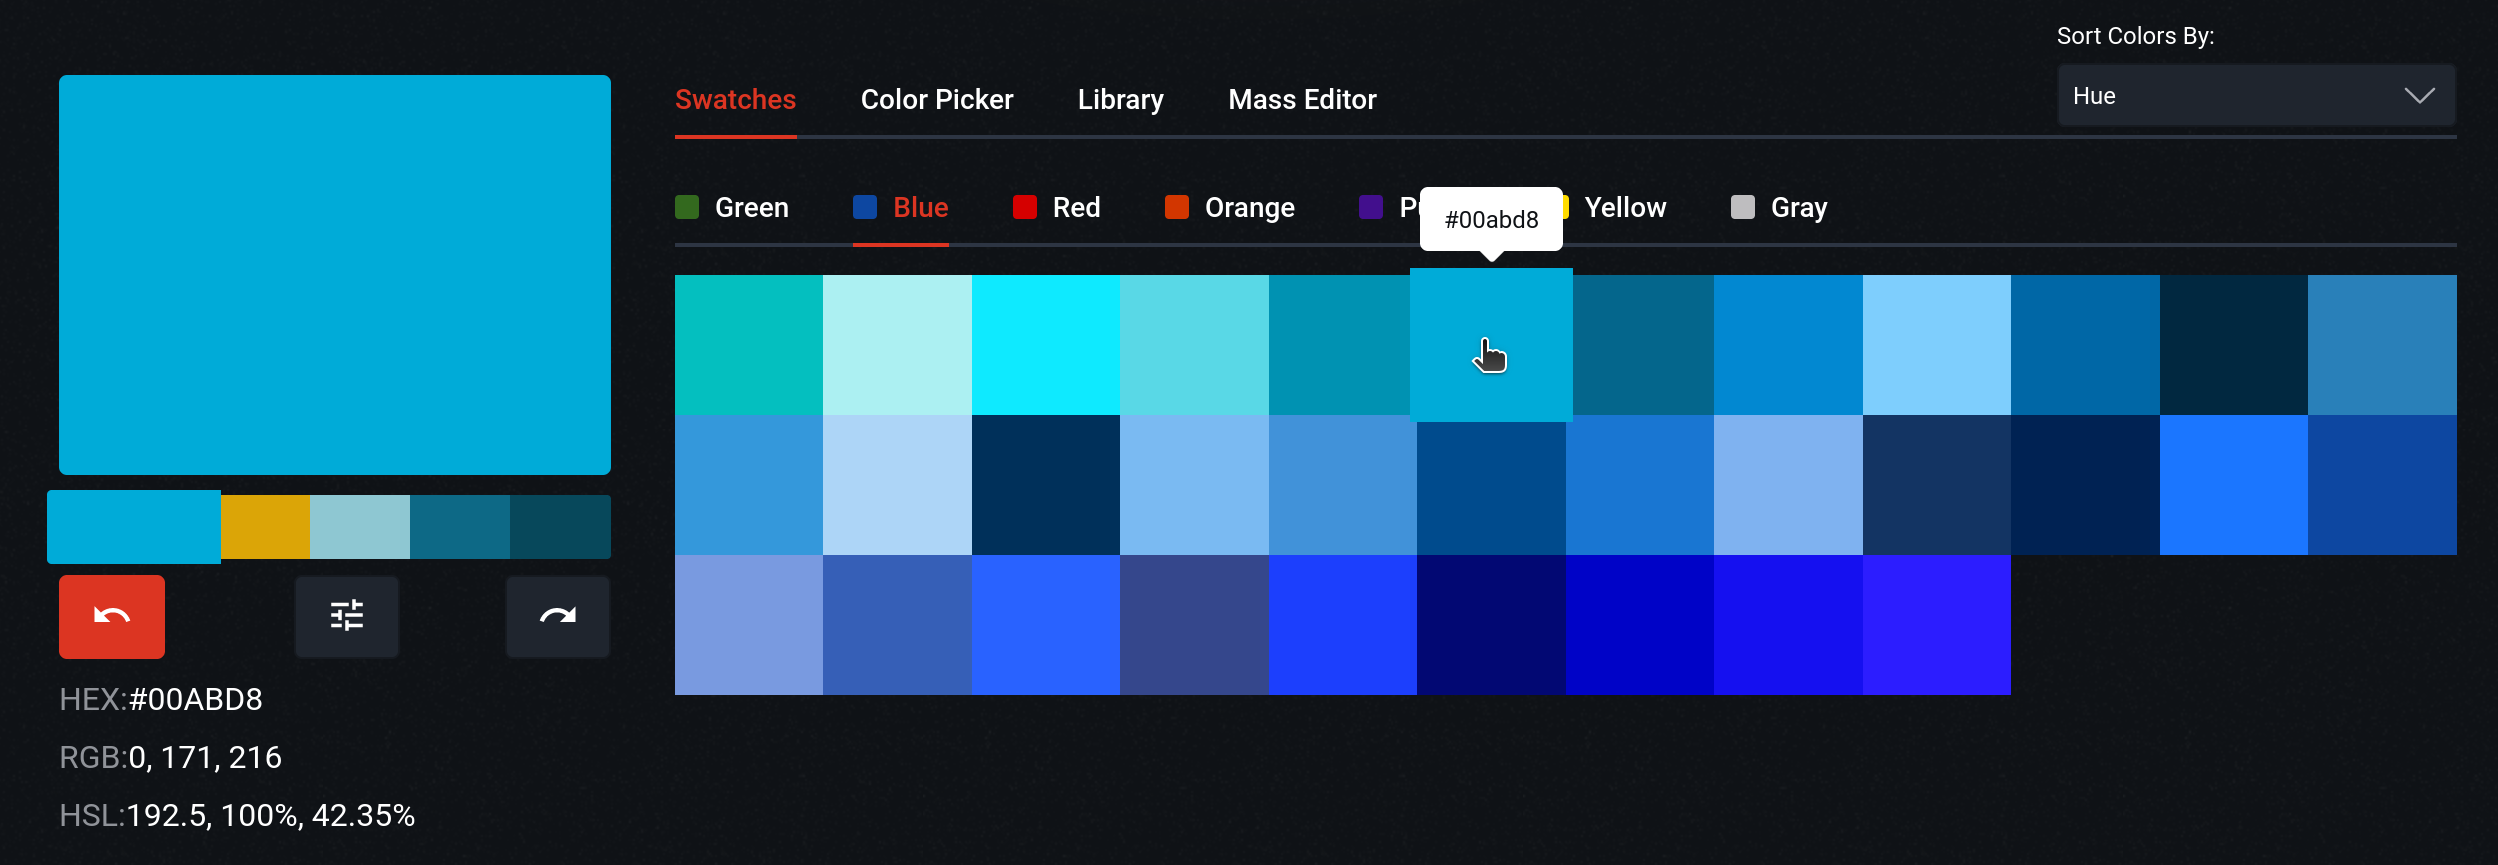 Sort Colors By:
Hue
Swatches Color Picker Library Mass Editor
Green Blue Red Orange Yellow Gray
#00abd8
HEX:#00ABD8
RGB:0, 171, 216
HSL:192.5, 100%, 42.35%